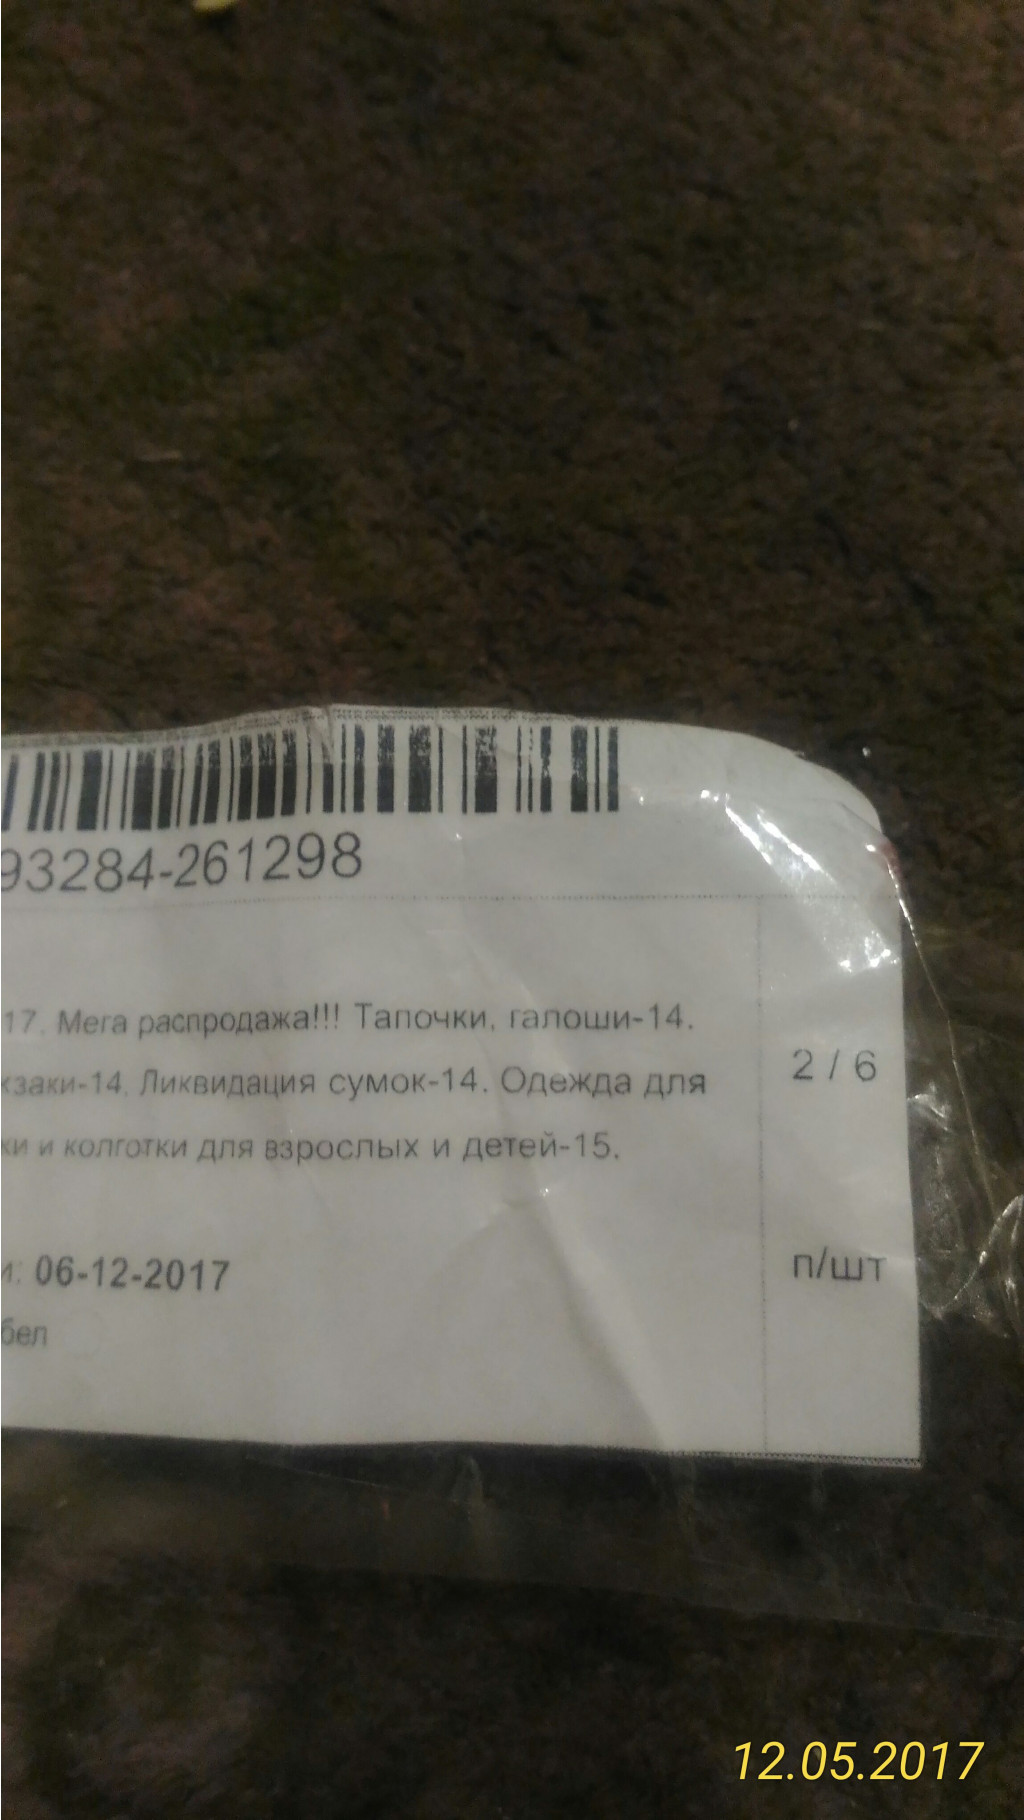 93284-261298
17. Мега распродажа!!! Тапочки, галоши-14.
кзаки-14. Ликвидация сумок-14. Одежда для
2 / 6
ки и колготки для взрослых и детей-15.
и: 06-12-2017
п/шт
бел
12.05.2017